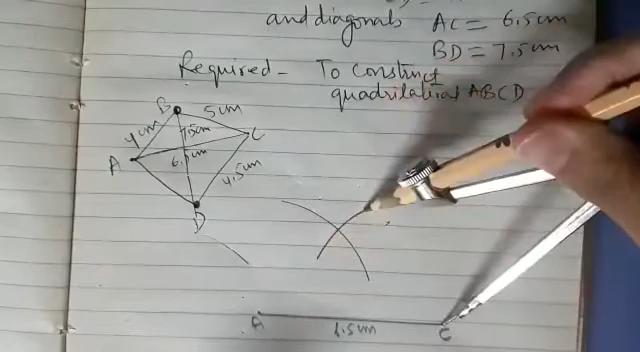 and diagonals AC = 6.5cm
BD = 7.5cm
Required - To construct
quadrilateral ABCD
B
5cm
4cm
7.5cm
C
A
6.5cm
4.5cm
D
A
6.5cm
C